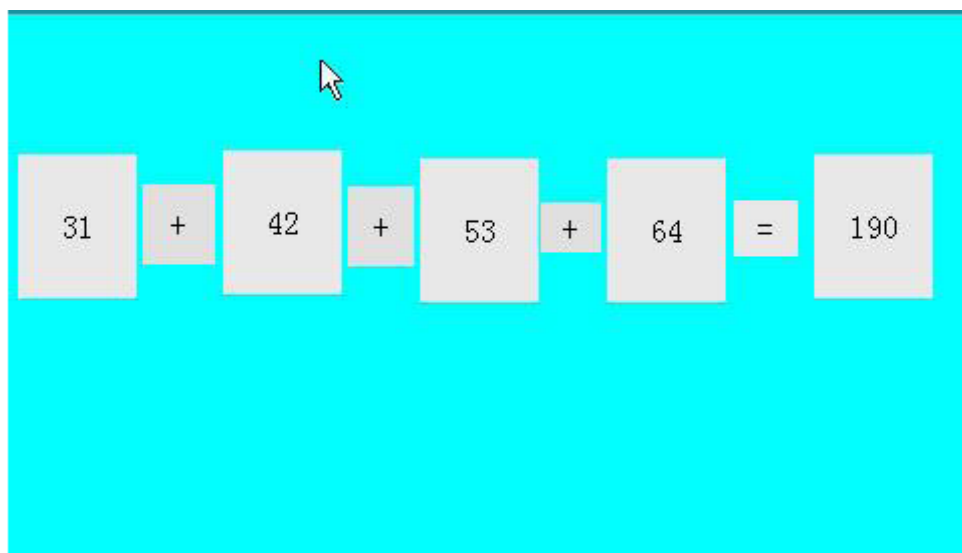 31 + 42 + 53 + 64 = 190